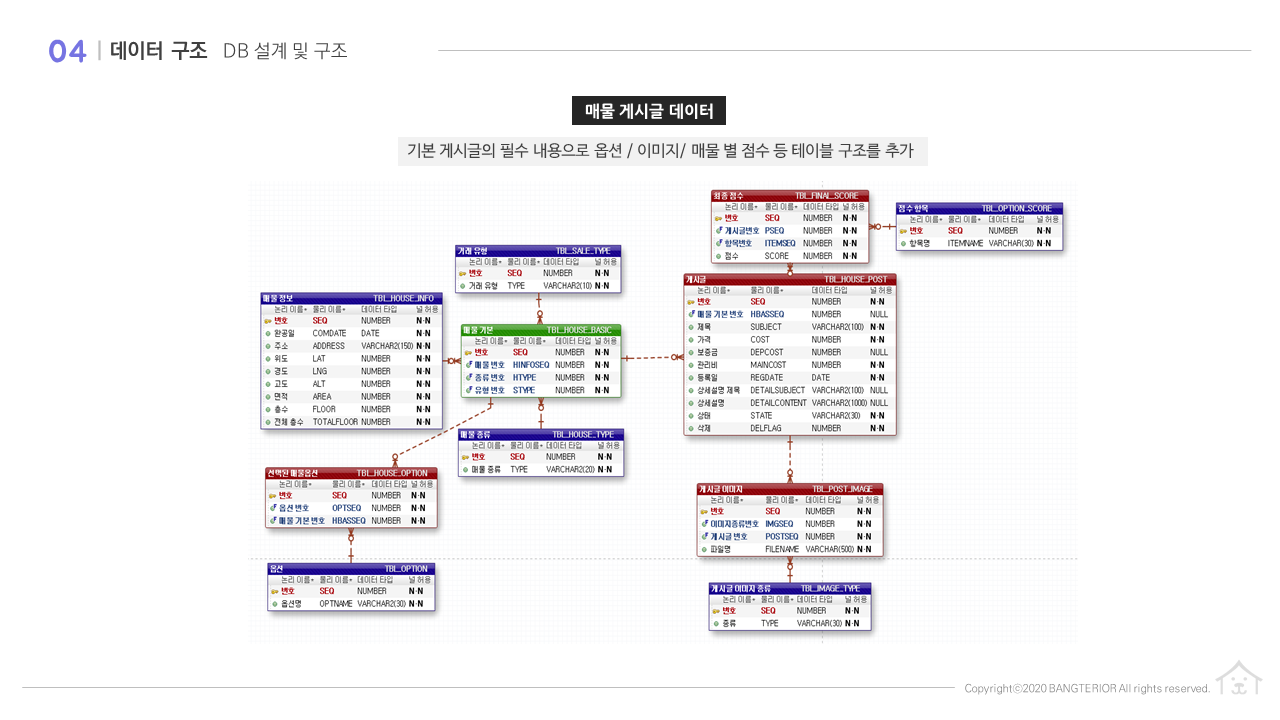 04 | 데이터 구조 DB 설계 및 구조
매물 게시글 데이터
기본 게시글의 필수 내용으로 옵션 / 이미지/ 매물 별 점수 등 테이블 구조를 추가
최종 점수 TBL_FINAL_SCORE
논리 이름 물리 이름 데이터 타입 널 허용
번호 SEQ NUMBER N·N
게시글번호 PSEQ NUMBER N·N
항목번호 ITEMSEQ NUMBER N·N
점수 SCORE NUMBER N·N
점수 항목 TBL_OPTION_SCORE
논리 이름 물리 이름 데이터 타입 널 허용
번호 SEQ NUMBER N·N
항목명 ITEMNAME VARCHAR(30) N·N
거래 유형 TBL_SALE_TYPE
논리 이름 물리 이름 데이터 타입 널 허용
번호 SEQ NUMBER N·N
거래 유형 TYPE VARCHAR2(10) N·N
게시글 TBL_HOUSE_POST
논리 이름 물리 이름 데이터 타입 널 허용
번호 SEQ NUMBER N·N
매물 기본 번호 HBASSEQ NUMBER NULL
제목 SUBJECT VARCHAR2(100) N·N
가격 COST NUMBER N·N
보증금 DEPCOST NUMBER NULL
관리비 MAINCOST NUMBER N·N
등록일 REGDATE DATE N·N
상세설명 제목 DETAILSUBJECT VARCHAR2(100) NULL
상세설명 DETAILCONTENT VARCHAR2(1000) NULL
상태 STATE VARCHAR2(30) N·N
삭제 DELFLAG NUMBER N·N
매물 정보 TBL_HOUSE_INFO
논리 이름 물리 이름 데이터 타입 널 허용
번호 SEQ NUMBER N·N
완공일 COMDATE DATE N·N
주소 ADDRESS VARCHAR2(150) N·N
위도 LAT NUMBER N·N
경도 LNG NUMBER N·N
고도 ALT NUMBER N·N
면적 AREA NUMBER N·N
층수 FLOOR NUMBER N·N
전체 층수 TOTALFLOOR NUMBER N·N
매물 기본 TBL_HOUSE_BASIC
논리 이름 물리 이름 데이터 타입 널 허용
번호 SEQ NUMBER N·N
매물 번호 HINFOSEQ NUMBER N·N
종류 번호 HTYPE NUMBER N·N
유형 번호 STYPE NUMBER N·N
매물 종류 TBL_HOUSE_TYPE
논리 이름 물리 이름 데이터 타입 널 허용
번호 SEQ NUMBER N·N
매물 종류 TYPE VARCHAR2(20) N·N
선택된 매물옵션 TBL_HOUSE_OPTION
논리 이름 물리 이름 데이터 타입 널 허용
번호 SEQ NUMBER N·N
옵션 번호 OPTSEQ NUMBER N·N
매물 기본 번호 HBASSEQ NUMBER N·N
게시글 이미지 TBL_POST_IMAGE
논리 이름 물리 이름 데이터 타입 널 허용
번호 SEQ NUMBER N·N
이미지종류번호 IMGSEQ NUMBER N·N
게시글 번호 POSTSEQ NUMBER N·N
파일명 FILENAME VARCHAR(500) N·N
옵션 TBL_OPTION
논리 이름 물리 이름 데이터 타입 널 허용
번호 SEQ NUMBER N·N
옵션명 OPTNAME VARCHAR2(30) N·N
게시글 이미지 종류 TBL_IMAGE_TYPE
논리 이름 물리 이름 데이터 타입 널 허용
번호 SEQ NUMBER N·N
종류 TYPE VARCHAR(30) N·N
Copyrightⓒ2020 BANGTERIOR All rights reserved.